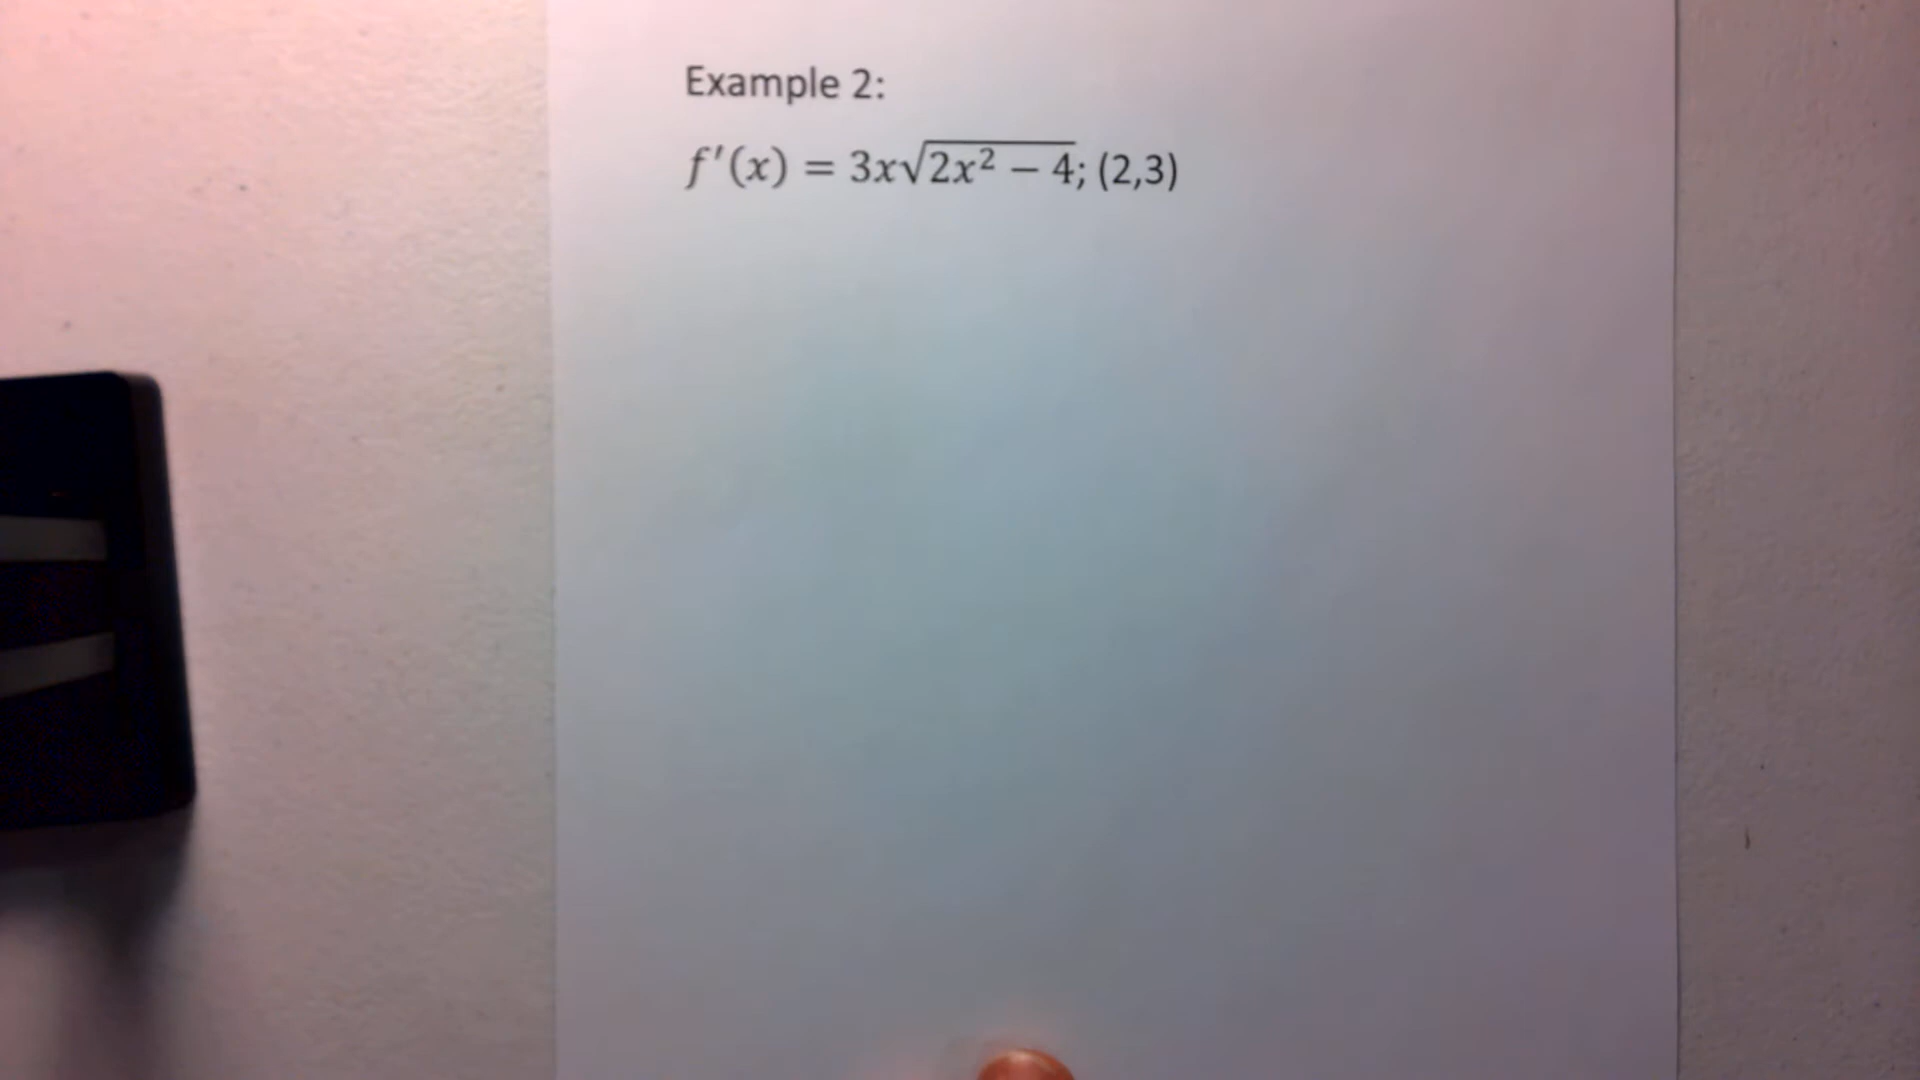 Example 2:
f'(x) = 3x√(2x² − 4); (2,3)